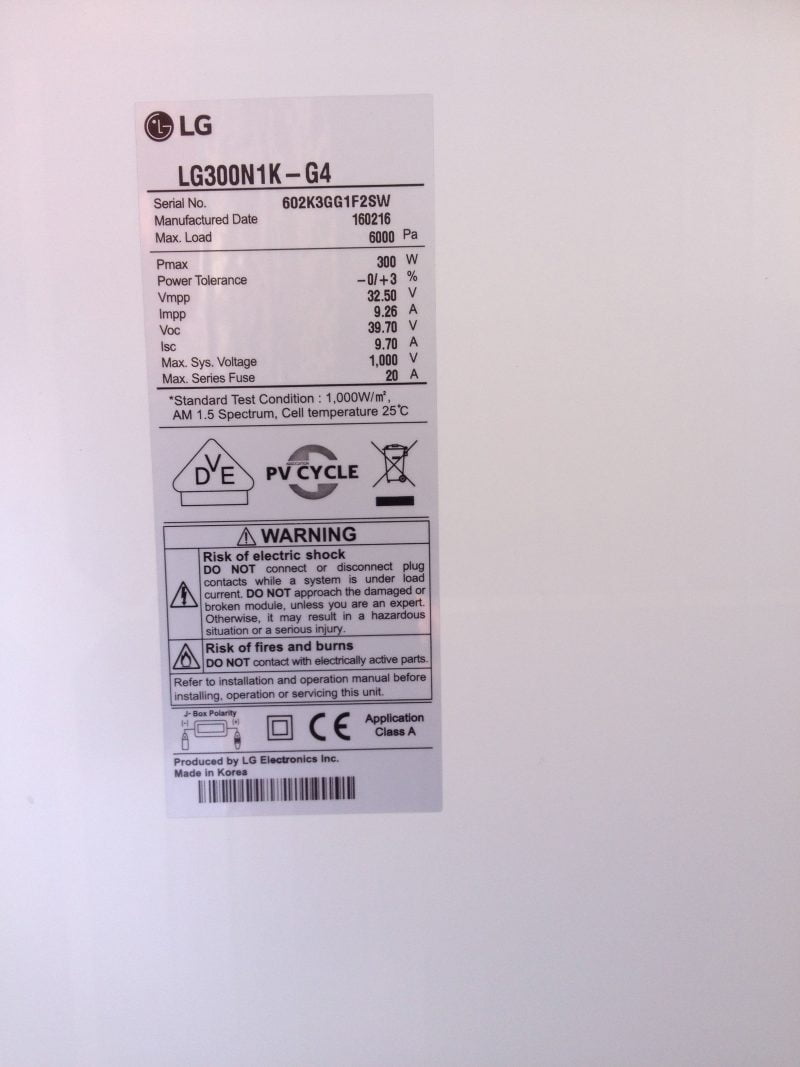 LG
LG300N1K-G4
Serial No. 602K3GG1F2SW
Manufactured Date 160216
Max. Load 6000 Pa
Pmax 300 W
Power Tolerance -0/+3 %
Vmpp 32.50 V
Impp 9.26 A
Voc 39.70 V
Isc 9.70 A
Max. Sys. Voltage 1,000 V
Max. Series Fuse 20 A
*Standard Test Condition : 1,000W/㎡,
AM 1.5 Spectrum, Cell temperature 25℃
DVE
ASSOCIATION
PV CYCLE
WARNING
Risk of electric shock
DO NOT connect or disconnect plug
contacts while a system is under load
current. DO NOT approach the damaged or
broken module, unless you are an expert.
Otherwise, it may result in a hazardous
situation or a serious injury.
Risk of fires and burns
DO NOT contact with electrically active parts.
Refer to installation and operation manual before
installing, operation or servicing this unit.
J- Box Polarity
(-) (+)
CE
Application
Class A
Produced by LG Electronics Inc.
Made in Korea